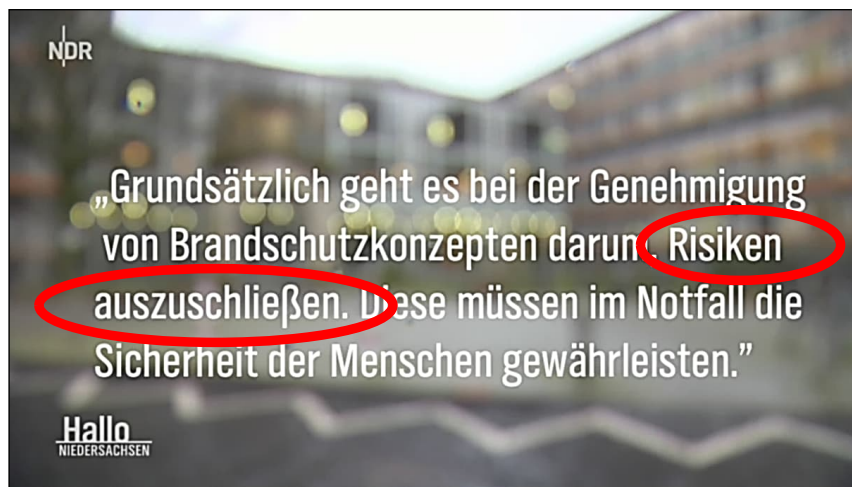 NDR
„Grundsätzlich geht es bei der Genehmigung
von Brandschutzkonzepten darum, Risiken
auszuschließen. Diese müssen im Notfall die
Sicherheit der Menschen gewährleisten.”
Hallo
NIEDERSACHSEN